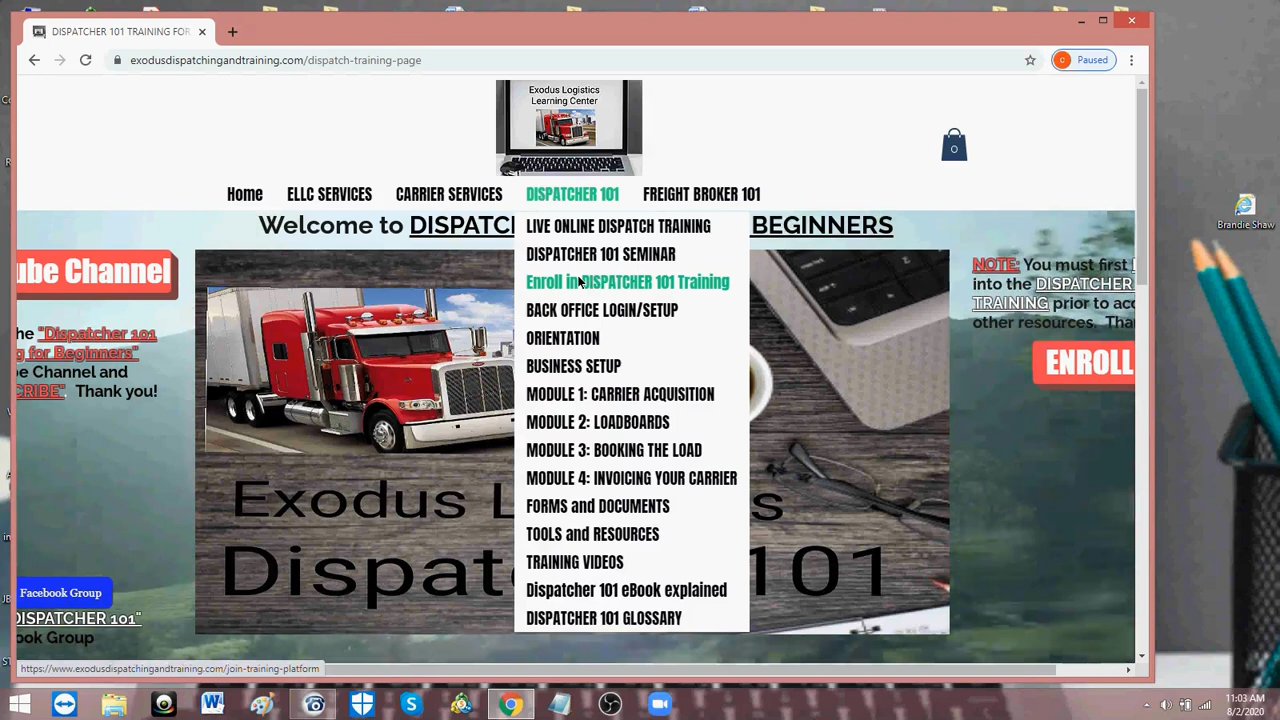 DISPATCHER 101 TRAINING FOR
exodusdispatchingandtraining.com/dispatch-training-page
Paused
Exodus Logistics
Learning Center
0
Home ELLC SERVICES CARRIER SERVICES DISPATCHER 101 FREIGHT BROKER 101
Welcome to DISPATC BEGINNERS
LIVE ONLINE DISPATCH TRAINING
DISPATCHER 101 SEMINAR
Enroll in DISPATCHER 101 Training
BACK OFFICE LOGIN/SETUP
ORIENTATION
BUSINESS SETUP
MODULE 1: CARRIER ACQUISITION
MODULE 2: LOADBOARDS
MODULE 3: BOOKING THE LOAD
MODULE 4: INVOICING YOUR CARRIER
FORMS and DOCUMENTS
TOOLS and RESOURCES
TRAINING VIDEOS
Dispatcher 101 eBook explained
DISPATCHER 101 GLOSSARY
ube Channel
he "Dispatcher 101
g for Beginners"
be Channel and
CRIBE". Thank you!
Facebook Group
DISPATCHER 101"
ook Group
Exodus L s
Dispat 101
NOTE: You must first
into the DISPATCHER
TRAINING prior to acc
other resources. Tha
ENROLL
Brandie Shaw
https://www.exodusdispatchingandtraining.com/join-training-platform
11:03 AM
8/2/2020